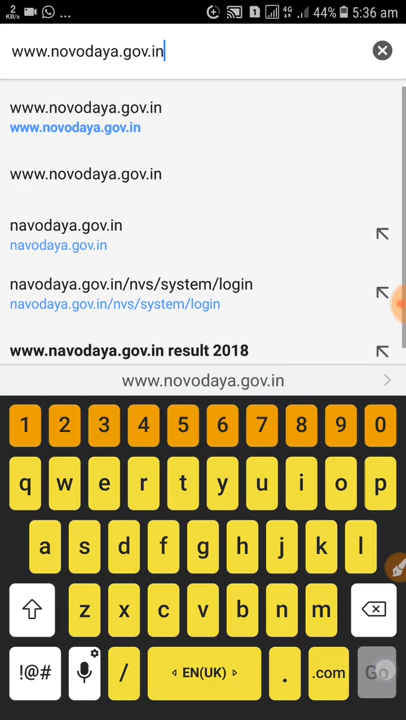 2
KB/s
...
1
4G
44%
5:36 am
www.novodaya.gov.in
www.novodaya.gov.in
www.novodaya.gov.in
www.novodaya.gov.in
navodaya.gov.in
navodaya.gov.in
navodaya.gov.in/nvs/system/login
navodaya.gov.in/nvs/system/login
www.navodaya.gov.in result 2018
www.novodaya.gov.in
1 2 3 4 5 6 7 8 9 0
q w e r t y u i o p
a s d f g h j k l
z x c v b n m
!@# / EN(UK) . .com Go